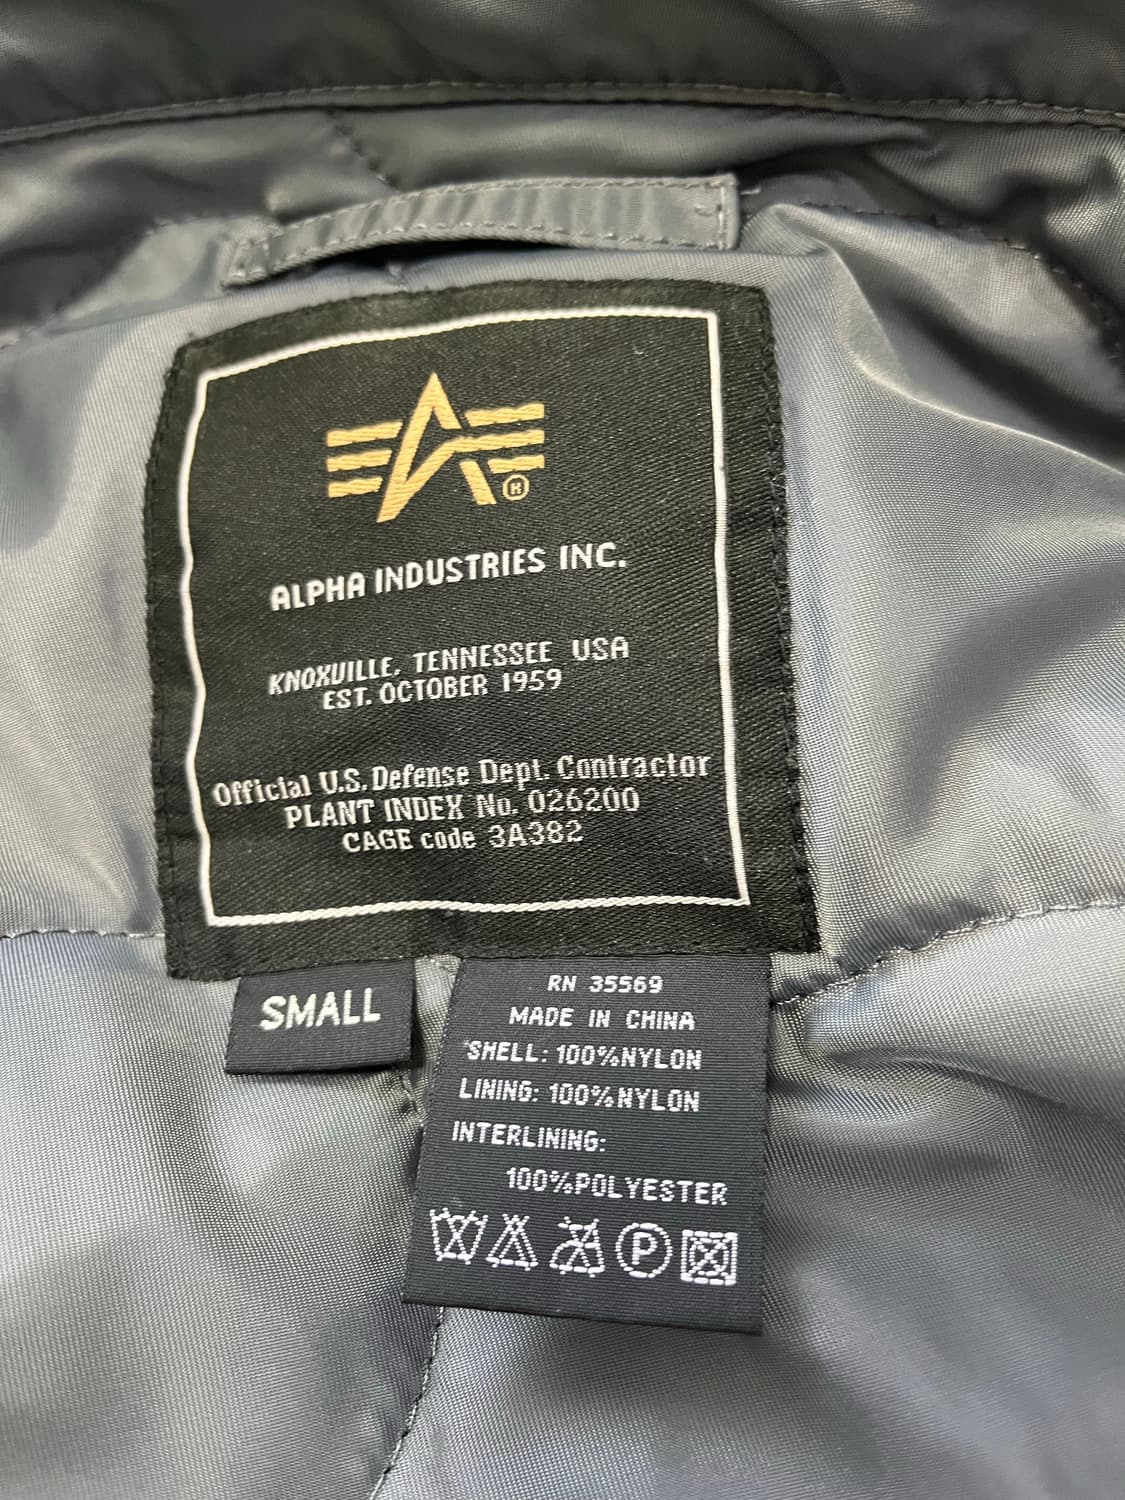 ALPHA INDUSTRIES INC.
KNOXVILLE, TENNESSEE USA
EST. OCTOBER 1959
Official U.S. Defense Dept. Contractor
PLANT INDEX No. 026200
CAGE code 3A382
SMALL
RN 35569
MADE IN CHINA
SHELL: 100%NYLON
LINING: 100%NYLON
INTERLINING:
100%POLYESTER
P